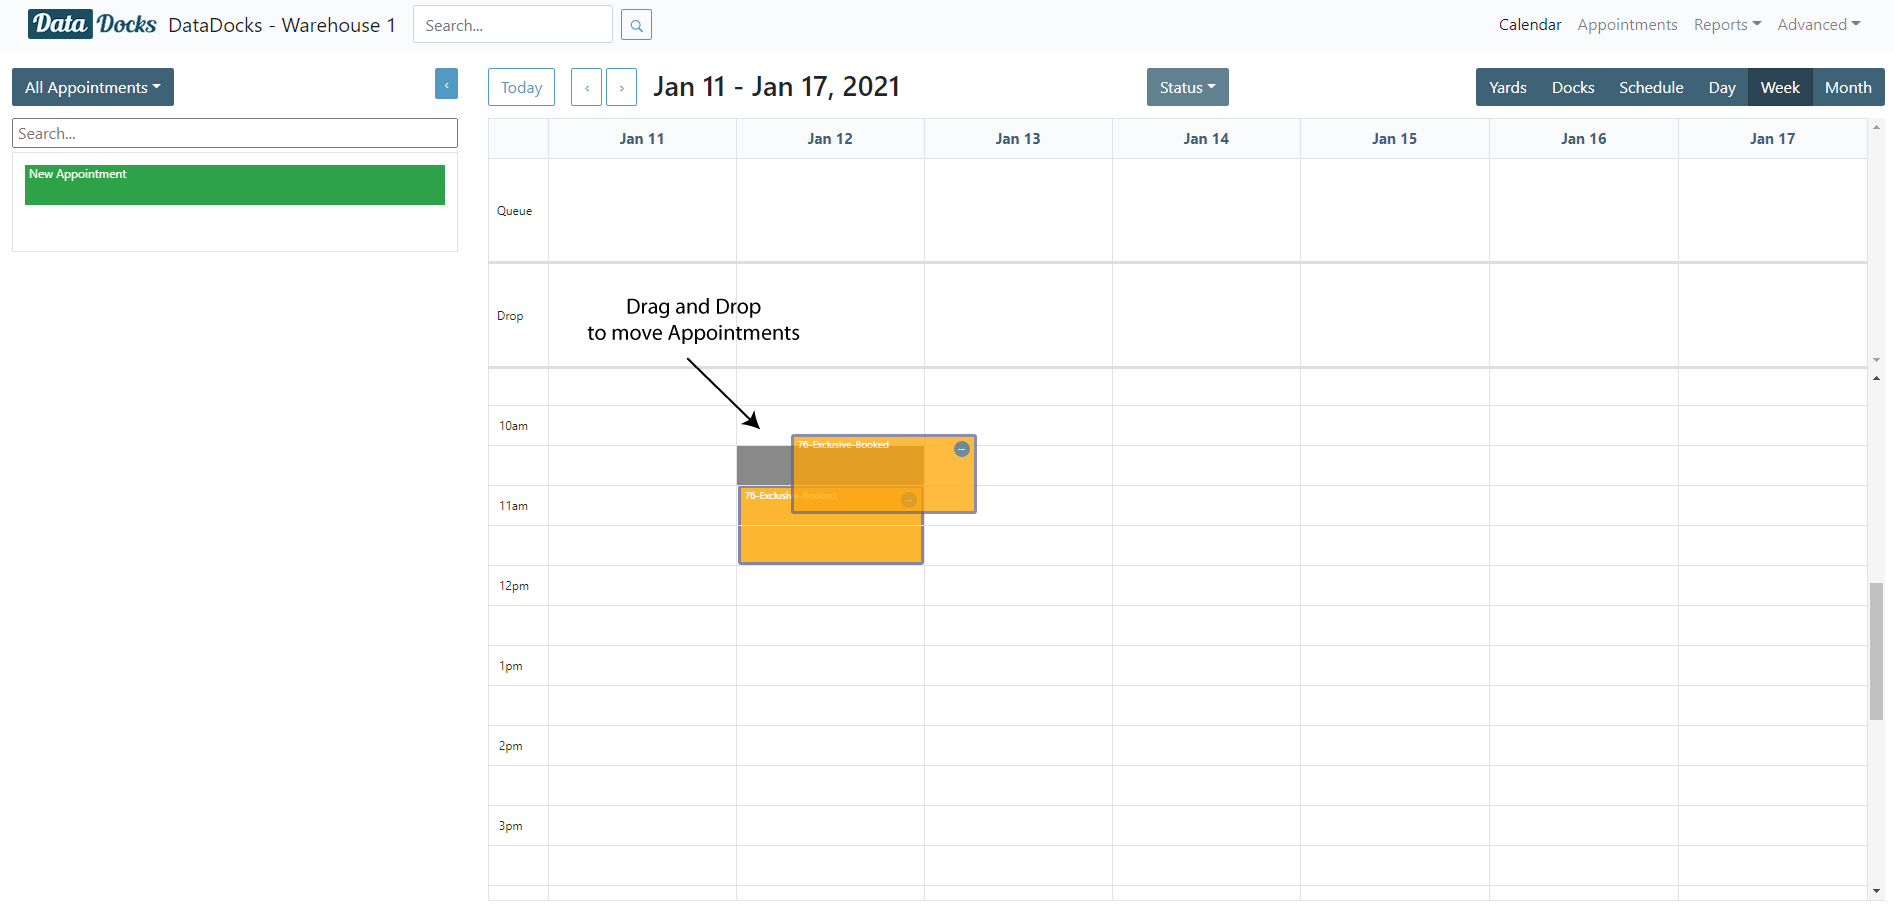 Data Docks DataDocks - Warehouse 1 Search... Calendar Appointments Reports Advanced
All Appointments ‹ Today ‹ › Jan 11 - Jan 17, 2021 Status Yards Docks Schedule Day Week Month
Search...
New Appointment
Jan 11 Jan 12 Jan 13 Jan 14 Jan 15 Jan 16 Jan 17
Queue
Drop
Drag and Drop
to move Appointments
10am
76-Exclusive-Booked
11am
76-Exclusive-Booked
12pm
1pm
2pm
3pm